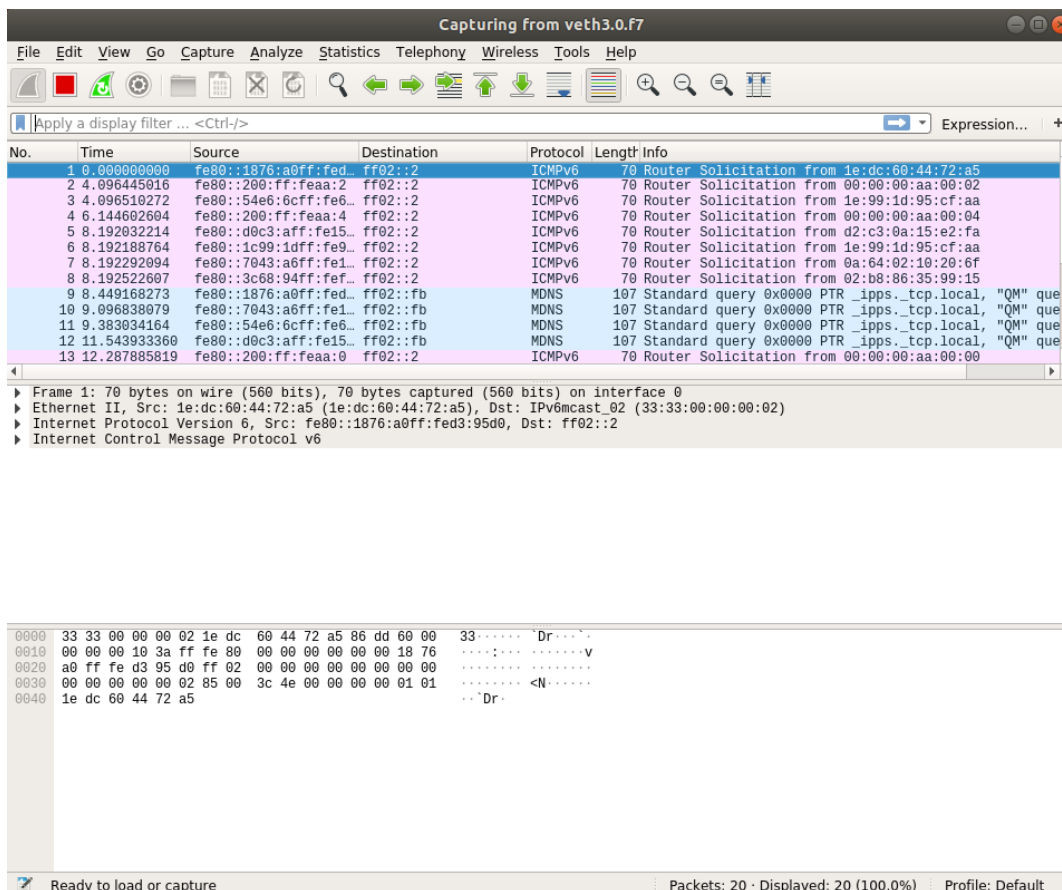 Capturing from veth3.0.f7
File Edit View Go Capture Analyze Statistics Telephony Wireless Tools Help
Apply a display filter ... <Ctrl-/> Expression... +
No. Time Source Destination Protocol Length Info
1 0.000000000 fe80::1876:a0ff:fed… ff02::2 ICMPv6 70 Router Solicitation from 1e:dc:60:44:72:a5
2 4.096445016 fe80::200:ff:feaa:2 ff02::2 ICMPv6 70 Router Solicitation from 00:00:00:aa:00:02
3 4.096510272 fe80::54e6:6cff:fe6… ff02::2 ICMPv6 70 Router Solicitation from 1e:99:1d:95:cf:aa
4 6.144602604 fe80::200:ff:feaa:4 ff02::2 ICMPv6 70 Router Solicitation from 00:00:00:aa:00:04
5 8.192032214 fe80::d0c3:aff:fe15… ff02::2 ICMPv6 70 Router Solicitation from d2:c3:0a:15:e2:fa
6 8.192188764 fe80::1c99:1dff:fe9… ff02::2 ICMPv6 70 Router Solicitation from 1e:99:1d:95:cf:aa
7 8.192292094 fe80::7043:a6ff:fe1… ff02::2 ICMPv6 70 Router Solicitation from 0a:64:02:10:20:6f
8 8.192522607 fe80::3c68:94ff:fef… ff02::2 ICMPv6 70 Router Solicitation from 02:b8:86:35:99:15
9 8.449168273 fe80::1876:a0ff:fed… ff02::fb MDNS 107 Standard query 0x0000 PTR _ipps._tcp.local, "QM" que
10 9.096838079 fe80::7043:a6ff:fe1… ff02::fb MDNS 107 Standard query 0x0000 PTR _ipps._tcp.local, "QM" que
11 9.383034164 fe80::54e6:6cff:fe6… ff02::fb MDNS 107 Standard query 0x0000 PTR _ipps._tcp.local, "QM" que
12 11.543933360 fe80::d0c3:aff:fe15… ff02::fb MDNS 107 Standard query 0x0000 PTR _ipps._tcp.local, "QM" que
13 12.287885819 fe80::200:ff:feaa:0 ff02::2 ICMPv6 70 Router Solicitation from 00:00:00:aa:00:00
Frame 1: 70 bytes on wire (560 bits), 70 bytes captured (560 bits) on interface 0
Ethernet II, Src: 1e:dc:60:44:72:a5 (1e:dc:60:44:72:a5), Dst: IPv6mcast_02 (33:33:00:00:00:02)
Internet Protocol Version 6, Src: fe80::1876:a0ff:fed3:95d0, Dst: ff02::2
Internet Control Message Protocol v6
0000 33 33 00 00 00 02 1e dc 60 44 72 a5 86 dd 60 00 33······ `Dr···`·
0010 00 00 00 10 3a ff fe 80 00 00 00 00 00 00 18 76 ····:··· ·······v
0020 a0 ff fe d3 95 d0 ff 02 00 00 00 00 00 00 00 00 ········ ········
0030 00 00 00 00 00 02 85 00 3c 4e 00 00 00 00 01 01 ········ <N······
0040 1e dc 60 44 72 a5 ··`Dr·
Ready to load or capture Packets: 20 · Displayed: 20 (100.0%) Profile: Default